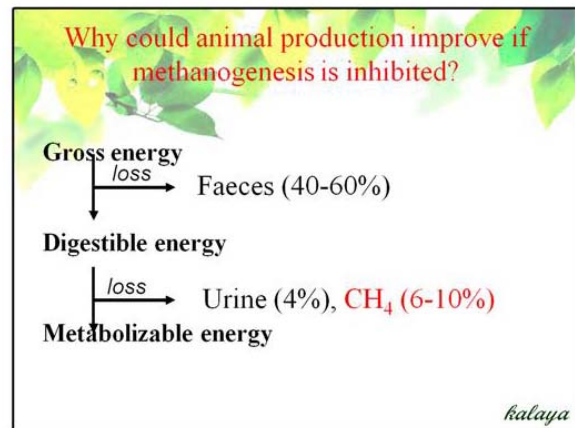 Why could animal production improve if
methanogenesis is inhibited?
Gross energy
loss
Faeces (40-60%)
Digestible energy
loss
Urine (4%), CH₄ (6-10%)
Metabolizable energy
kalaya